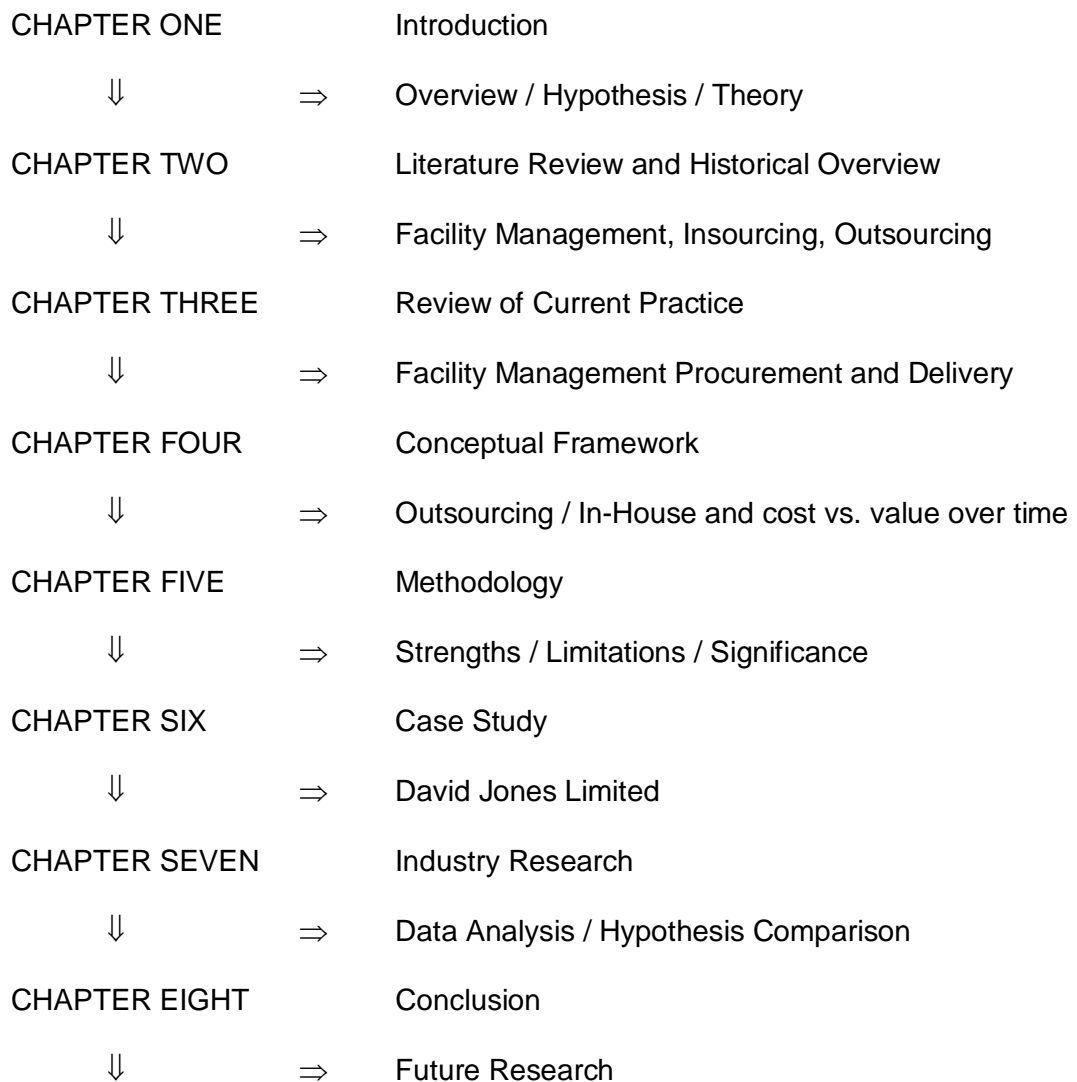 CHAPTER ONE Introduction
⇓ ⇒ Overview / Hypothesis / Theory
CHAPTER TWO Literature Review and Historical Overview
⇓ ⇒ Facility Management, Insourcing, Outsourcing
CHAPTER THREE Review of Current Practice
⇓ ⇒ Facility Management Procurement and Delivery
CHAPTER FOUR Conceptual Framework
⇓ ⇒ Outsourcing / In-House and cost vs. value over time
CHAPTER FIVE Methodology
⇓ ⇒ Strengths / Limitations / Significance
CHAPTER SIX Case Study
⇓ ⇒ David Jones Limited
CHAPTER SEVEN Industry Research
⇓ ⇒ Data Analysis / Hypothesis Comparison
CHAPTER EIGHT Conclusion
⇓ ⇒ Future Research